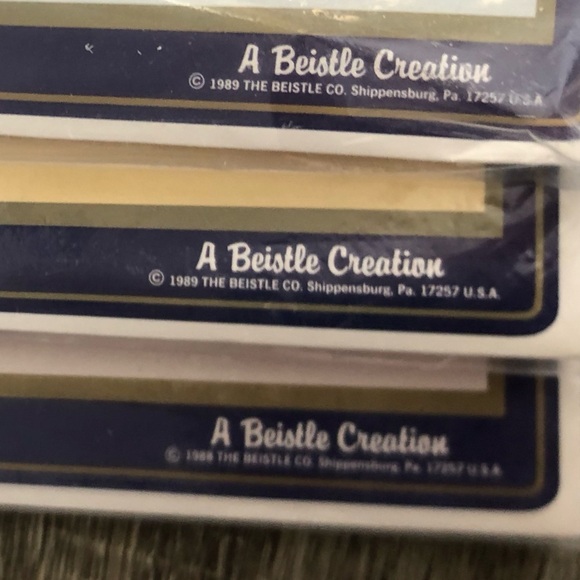 A Beistle Creation
© 1989 THE BEISTLE CO. Shippensburg, Pa. 17257 U.S.A.
A Beistle Creation
© 1989 THE BEISTLE CO. Shippensburg, Pa. 17257 U.S.A.
A Beistle Creation
© THE BEISTLE CO. Shippensburg, Pa. 17257 U.S.A.